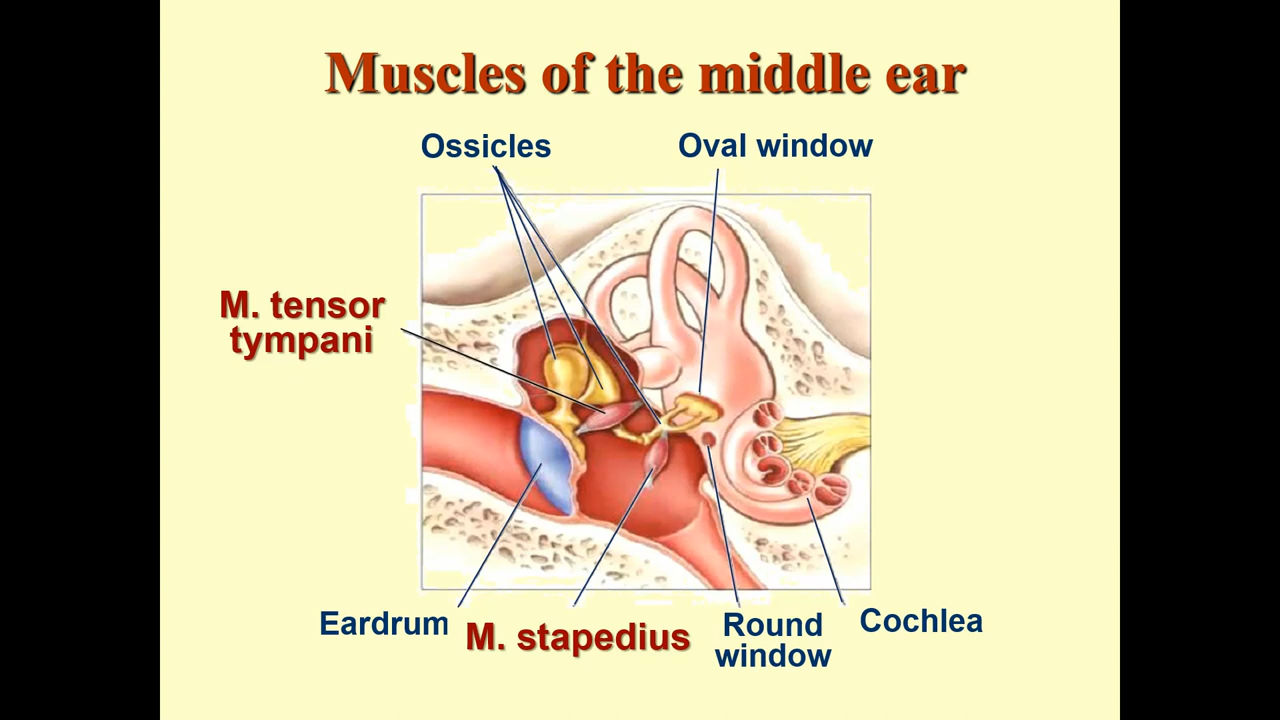 Muscles of the middle ear
Ossicles
Oval window
M. tensor
tympani
Eardrum
M. stapedius
Round
window
Cochlea